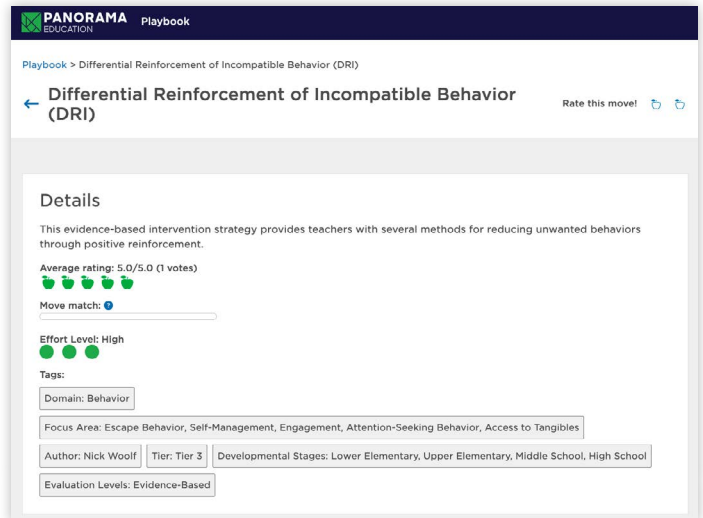 PANORAMA
EDUCATION
Playbook
Playbook > Differential Reinforcement of Incompatible Behavior (DRI)
← Differential Reinforcement of Incompatible Behavior
(DRI)
Rate this move!
Details
This evidence-based intervention strategy provides teachers with several methods for reducing unwanted behaviors
through positive reinforcement.
Average rating: 5.0/5.0 (1 votes)
Move match: ?
Effort Level: High
Tags:
Domain: Behavior
Focus Area: Escape Behavior, Self-Management, Engagement, Attention-Seeking Behavior, Access to Tangibles
Author: Nick Woolf Tier: Tier 3 Developmental Stages: Lower Elementary, Upper Elementary, Middle School, High School
Evaluation Levels: Evidence-Based